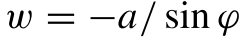 w = −a/ sin φ